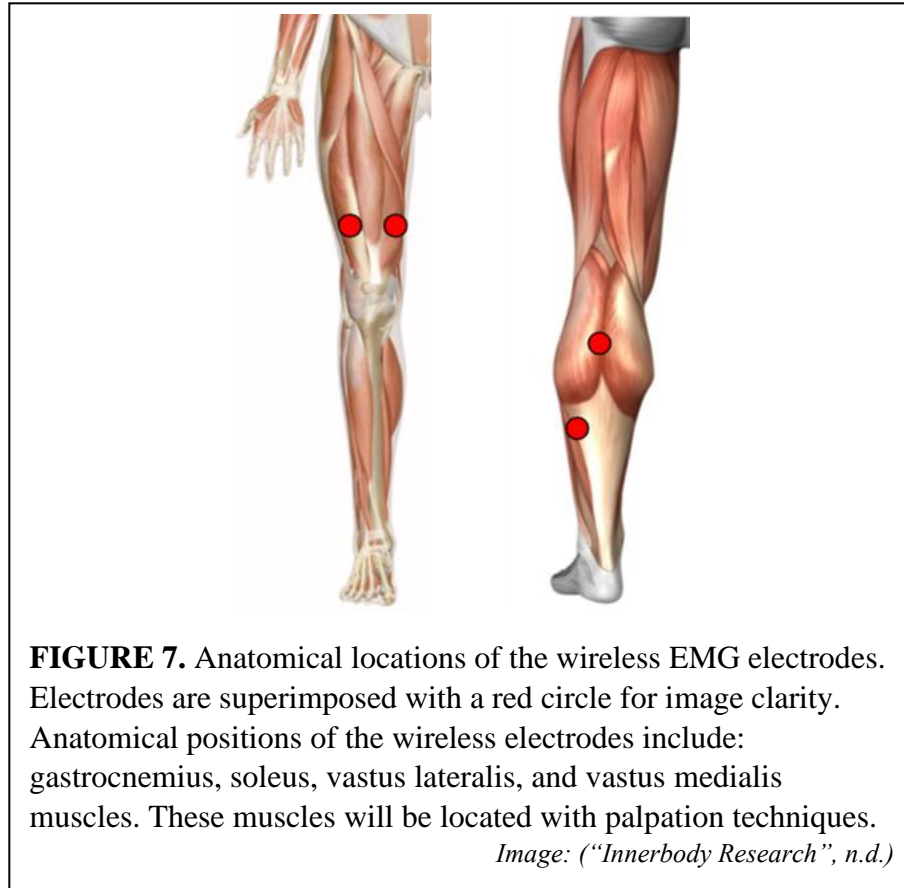 FIGURE 7. Anatomical locations of the wireless EMG electrodes.
Electrodes are superimposed with a red circle for image clarity.
Anatomical positions of the wireless electrodes include:
gastrocnemius, soleus, vastus lateralis, and vastus medialis
muscles. These muscles will be located with palpation techniques.
Image: (“Innerbody Research”, n.d.)